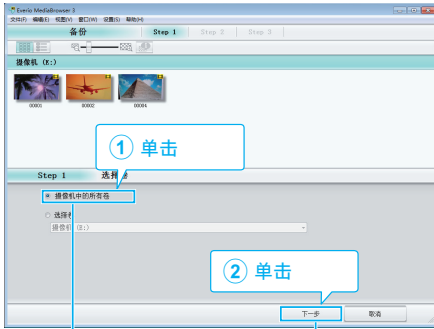 Everio MediaBrowser 3
文件(F) 编辑(E) 视图(V) 窗口(W) 设置(S) 帮助(H)
备份 Step 1 Step 2 Step 3
摄像机 (E:)
00001 00002 00004
① 单击
Step 1 选择
摄像机中的所有卷
选择
摄像机 (E:)
② 单击
下一步 取消